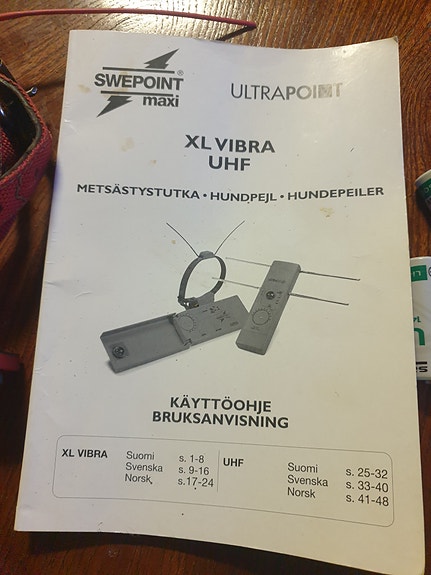 SWEPOINT®
maxi
ULTRAPOINT
XL VIBRA
UHF
METSÄSTYSTUTKA • HUNDPEJL • HUNDEPEILER
KÄYTTÖOHJE
BRUKSANVISNING
XL VIBRA Suomi s. 1-8
Svenska s. 9-16
Norsk s.17-24
UHF Suomi s. 25-32
Svenska s. 33-40
Norsk s. 41-48